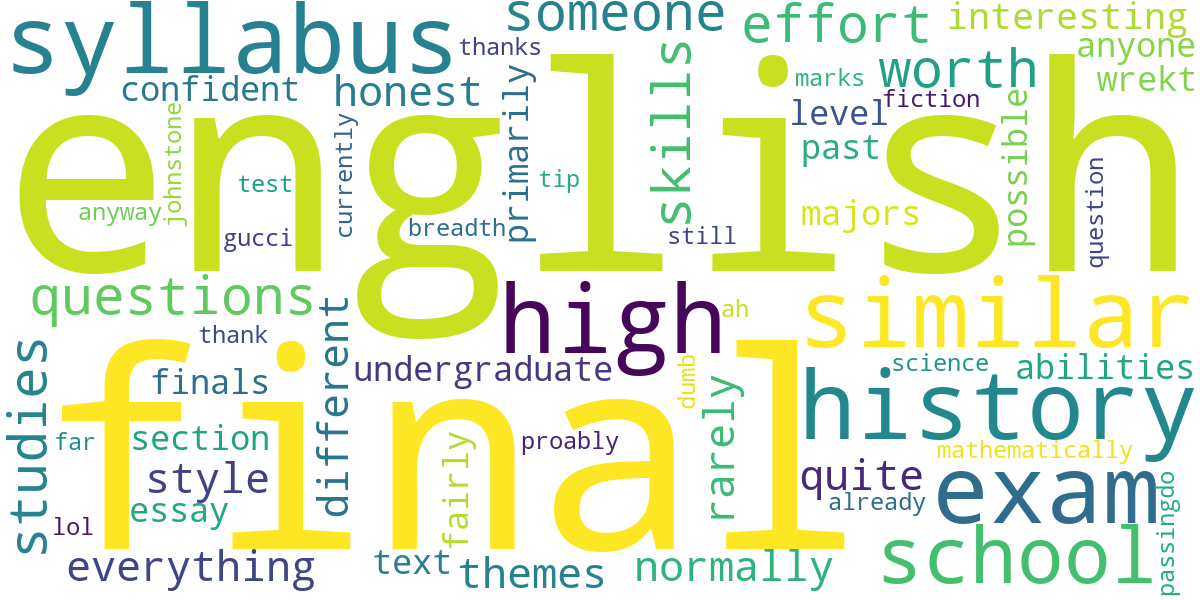 syllabus
someone
effort
interesting
thanks
anyone
confident
honest
skills
marks
worth
wrekt
english
johnstone
currently
primarily
level
fiction
past
possible
test
tip
anyway
gucci
breadth
still
majors
question
questions
high
ah
similar
thank
different
undergraduate
dumb
science
abilities
studies
finals
final
rarely
history
far
section
fairly
proably
mathematically
style
quite
exam
essay
already
passingdo
lol
everything
text
themes
normally
school